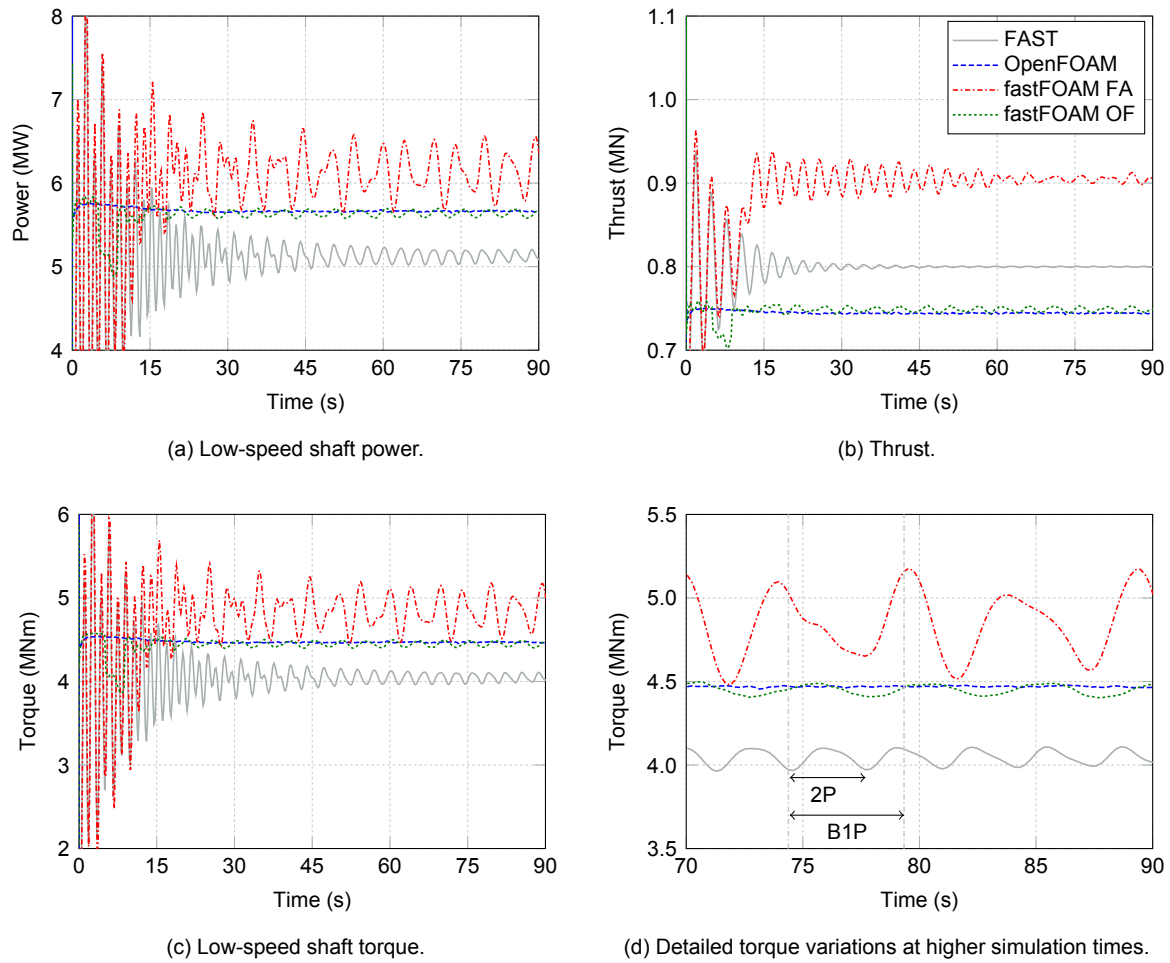 8
7
6
5
4
Power (MW)
0 15 30 45 60 75 90
Time (s)
(a) Low-speed shaft power.
1.1
1.0
0.9
0.8
0.7
Thrust (MN)
FAST
OpenFOAM
fastFOAM FA
fastFOAM OF
0 15 30 45 60 75 90
Time (s)
(b) Thrust.
6
5
4
3
2
Torque (MNm)
0 15 30 45 60 75 90
Time (s)
(c) Low-speed shaft torque.
5.5
5.0
4.5
4.0
3.5
Torque (MNm)
2P
B1P
70 75 80 85 90
Time (s)
(d) Detailed torque variations at higher simulation times.